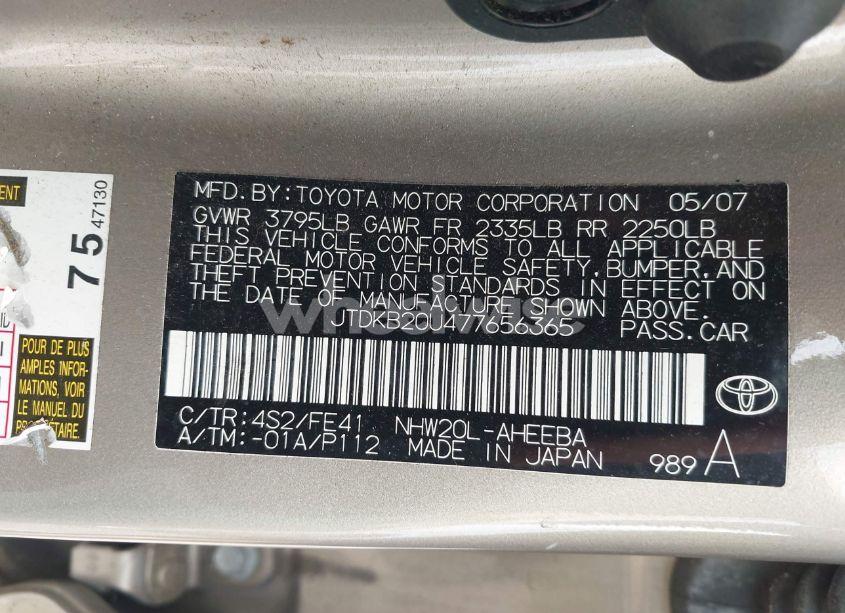 MFD. BY: TOYOTA MOTOR CORPORATION 05/07
GVWR 3795LB GAWR FR 2335LB RR 2250LB
THIS VEHICLE CONFORMS TO ALL APPLICABLE
FEDERAL MOTOR VEHICLE SAFETY, BUMPER, AND
THEFT PREVENTION STANDARDS IN EFFECT ON
THE DATE OF MANUFACTURE SHOWN ABOVE.
JTDKB20U477656365 PASS. CAR
C/TR: 4S2/FE41 NHW20L-AHEEBA
A/TM: -01A/P112 MADE IN JAPAN 989 A
75
47130
POUR DE PLUS
AMPLES INFOR-
MATIONS, VOIR
LE MANUEL DU
PROPRIÉTAIRE.